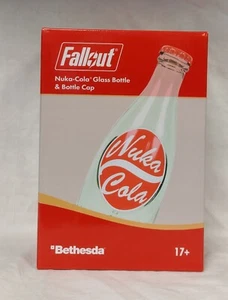 Fallout
Nuka-Cola® Glass Bottle
& Bottle Cap
Nuka
Cola
Bethesda
17+